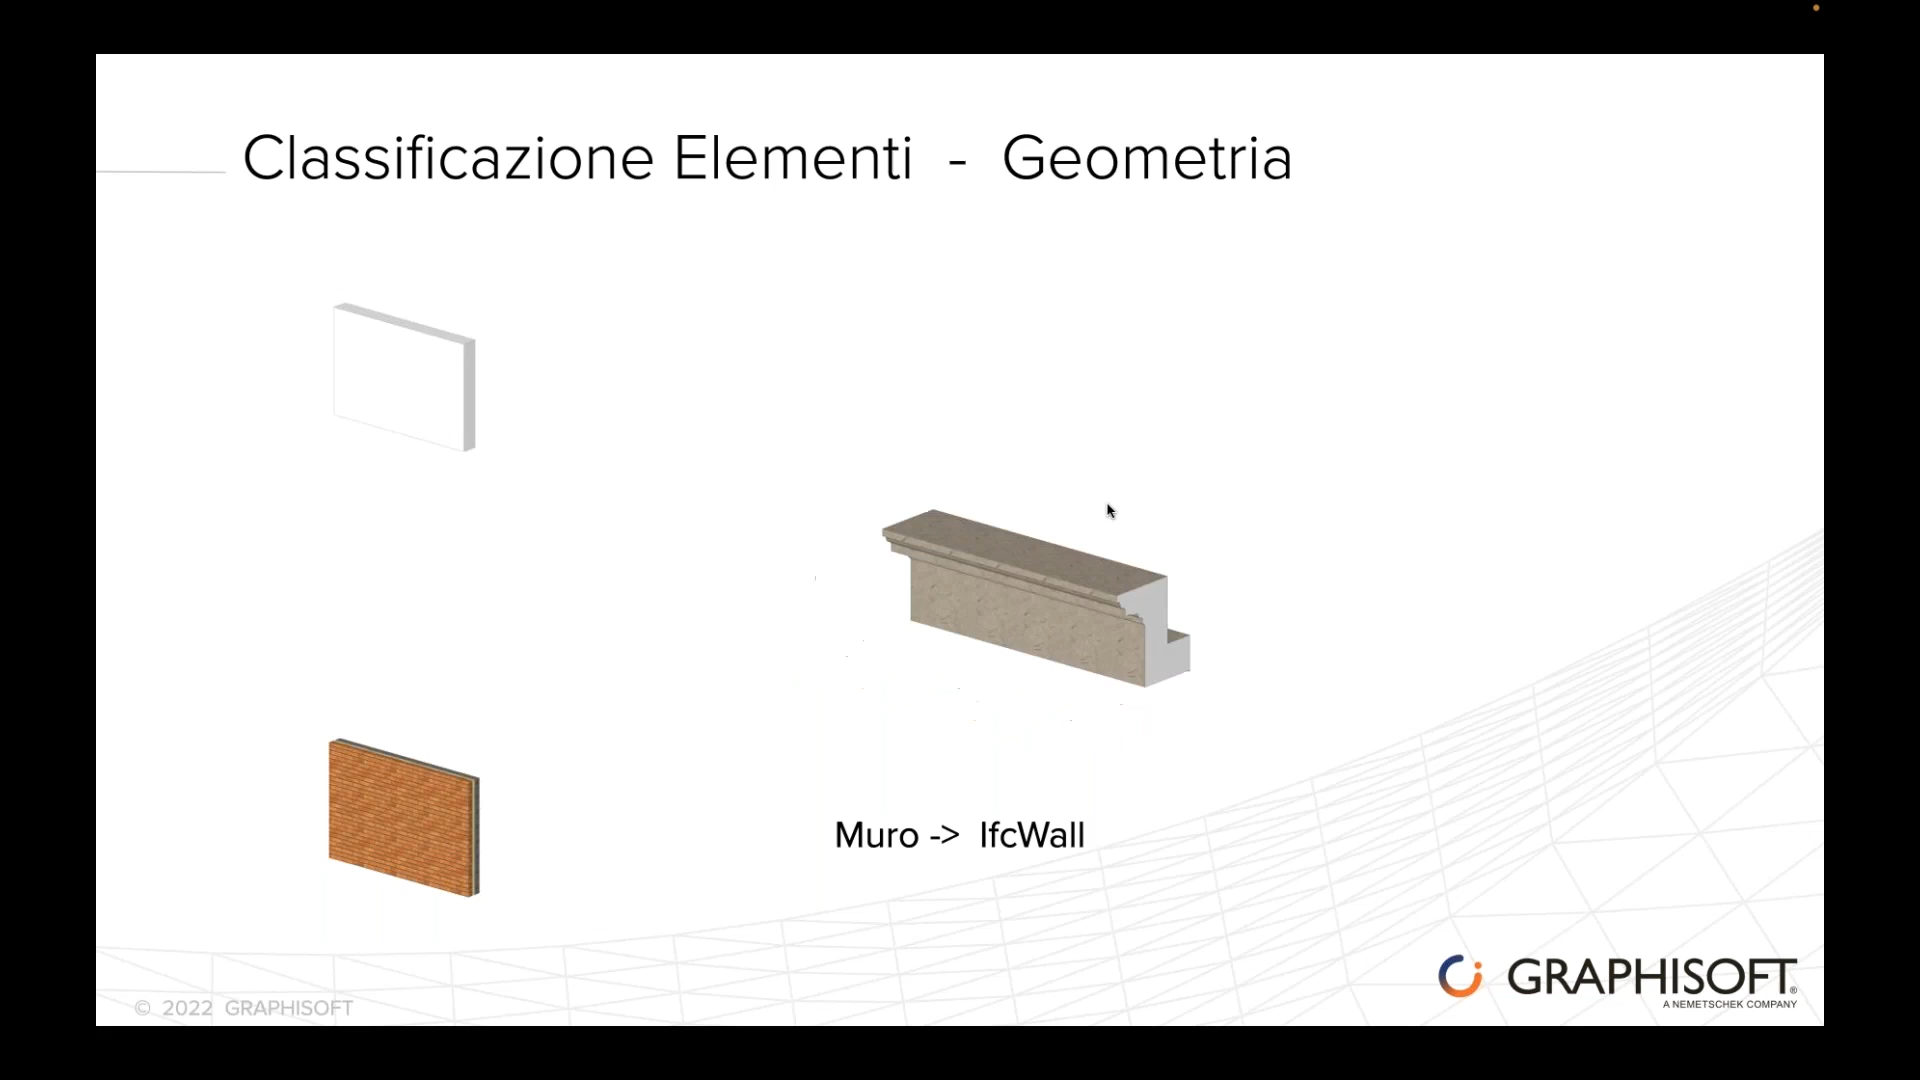 Classificazione Elementi - Geometria
Muro -> IfcWall
GRAPHISOFT®
A NEMETSCHEK COMPANY
© 2022 GRAPHISOFT